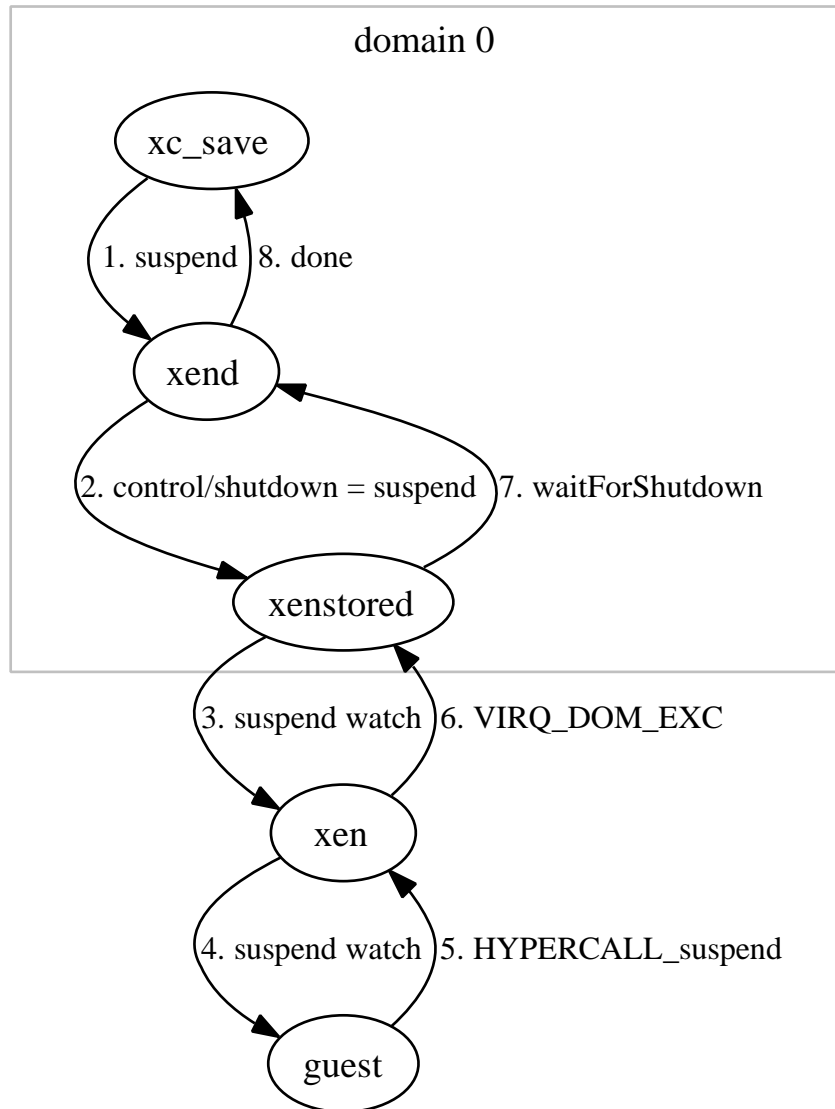 domain 0
xc_save
1. suspend
8. done
xend
2. control/shutdown = suspend
7. waitForShutdown
xenstored
3. suspend watch
6. VIRQ_DOM_EXC
xen
4. suspend watch
5. HYPERCALL_suspend
guest